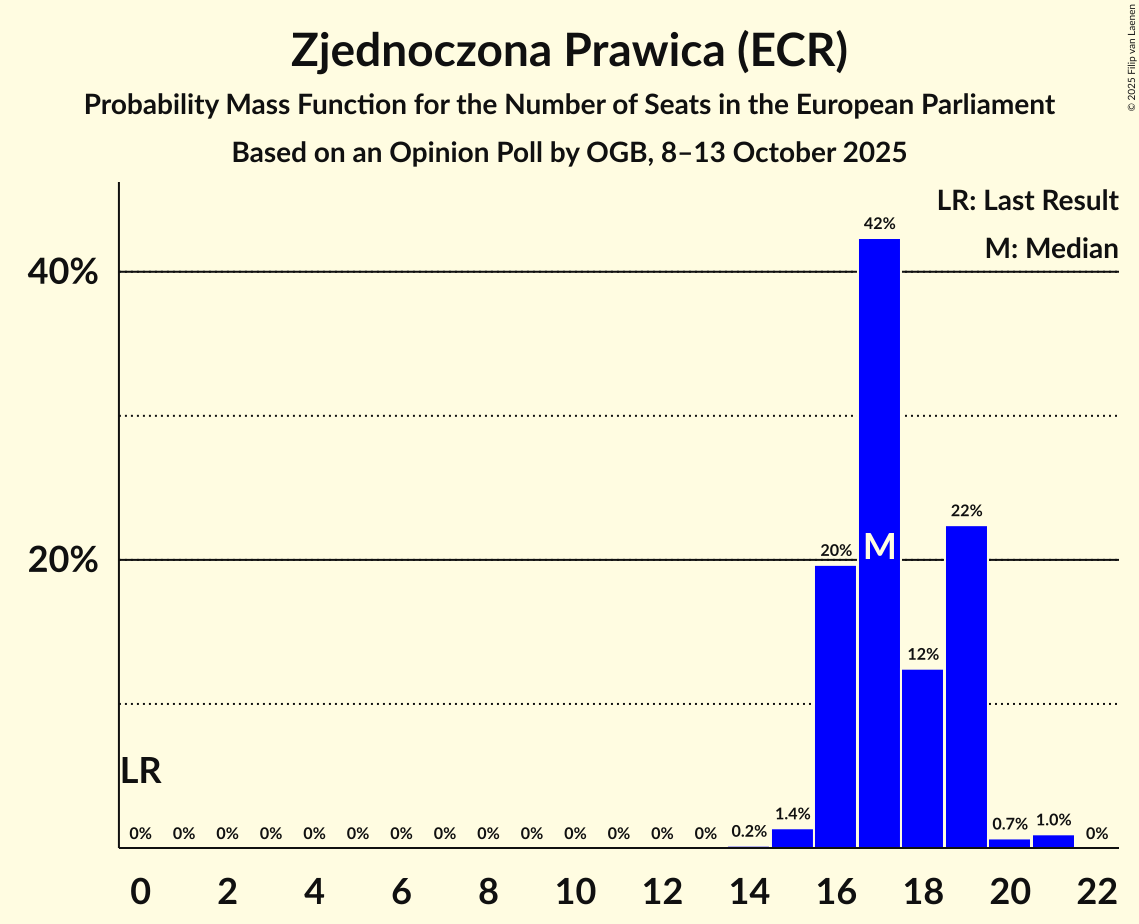 Zjednoczona Prawica (ECR)
Probability Mass Function for the Number of Seats in the European Parliament
Based on an Opinion Poll by OGB, 8–13 October 2025
© 2025 Filip van Laenen
LR: Last Result
M: Median
40%
20%
42%
22%
20%
M
12%
LR
0% 0% 0% 0% 0% 0% 0% 0% 0% 0% 0% 0% 0% 0% 0.2% 1.4% 0.7% 1.0% 0%
0 2 4 6 8 10 12 14 16 18 20 22